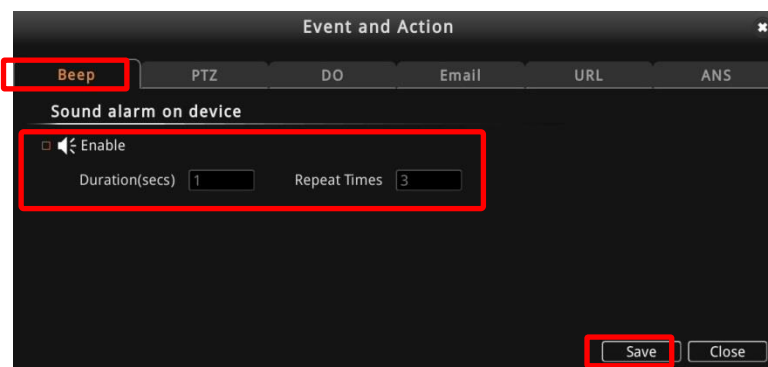 Event and Action
Beep PTZ DO Email URL ANS
Sound alarm on device
Enable
Duration(secs) 1 Repeat Times 3
Save Close